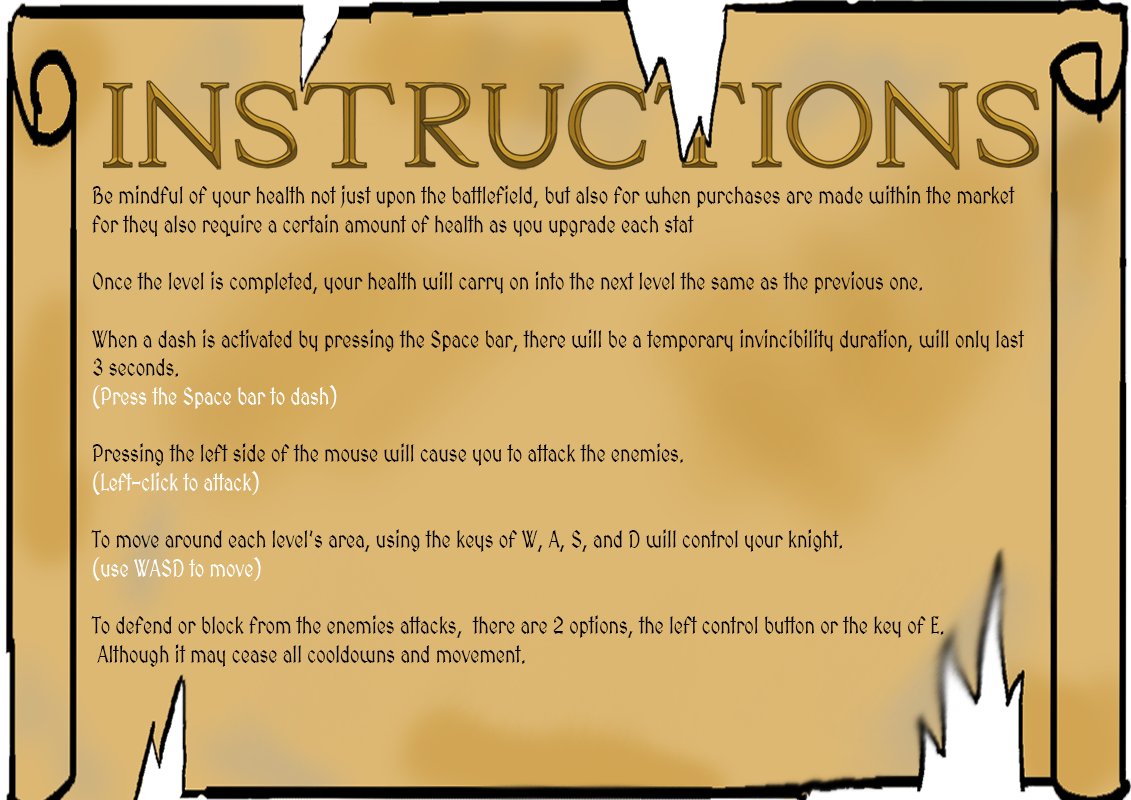 INSTRUCTIONS
Be mindful of your health not just upon the battlefield, but also for when purchases are made within the market
for they also require a certain amount of health as you upgrade each stat
Once the level is completed, your health will carry on into the next level the same as the previous one.
When a dash is activated by pressing the Space bar, there will be a temporary invincibility duration, will only last
3 seconds.
(Press the Space bar to dash)
Pressing the left side of the mouse will cause you to attack the enemies.
(Left-click to attack)
To move around each level's area, using the keys of W, A, S, and D will control your knight.
(use WASD to move)
To defend or block from the enemies attacks, there are 2 options, the left control button or the key of E.
Although it may cease all cooldowns and movement.